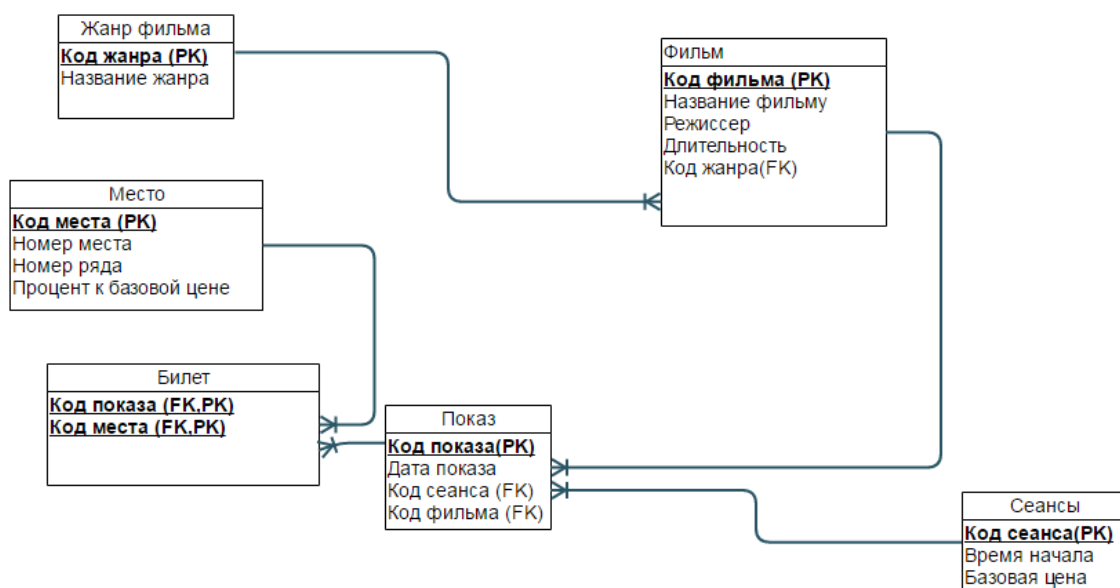 Жанр фильма
Код жанра (PK)
Название жанра
Фильм
Код фильма (PK)
Название фильму
Режиссер
Длительность
Код жанра(FK)
Место
Код места (PK)
Номер места
Номер ряда
Процент к базовой цене
Билет
Код показа (FK,PK)
Код места (FK,PK)
Показ
Код показа(PK)
Дата показа
Код сеанса (FK)
Код фильма (FK)
Сеансы
Код сеанса(PK)
Время начала
Базовая цена